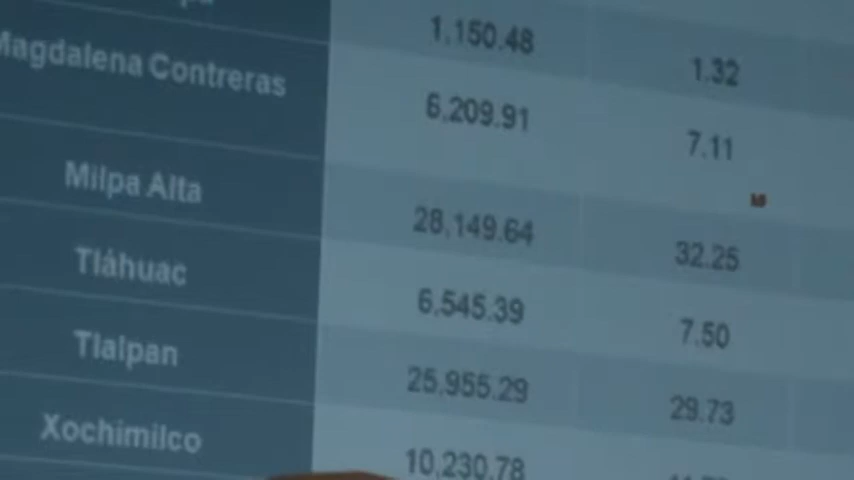 1,150.48 1.32
Magdalena Contreras 6,209.91 7.11
Milpa Alta 28,149.64 32.25
Tláhuac 6,545.39 7.50
Tlalpan 25,955.29 29.73
Xochimilco 10,230.78